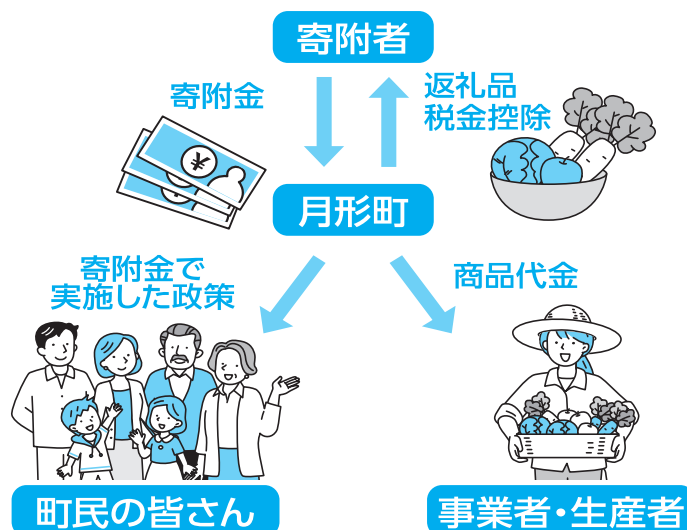 寄附者
寄附金
返礼品
税金控除
¥
月形町
寄附金で
実施した政策
商品代金
町民の皆さん
事業者・生産者